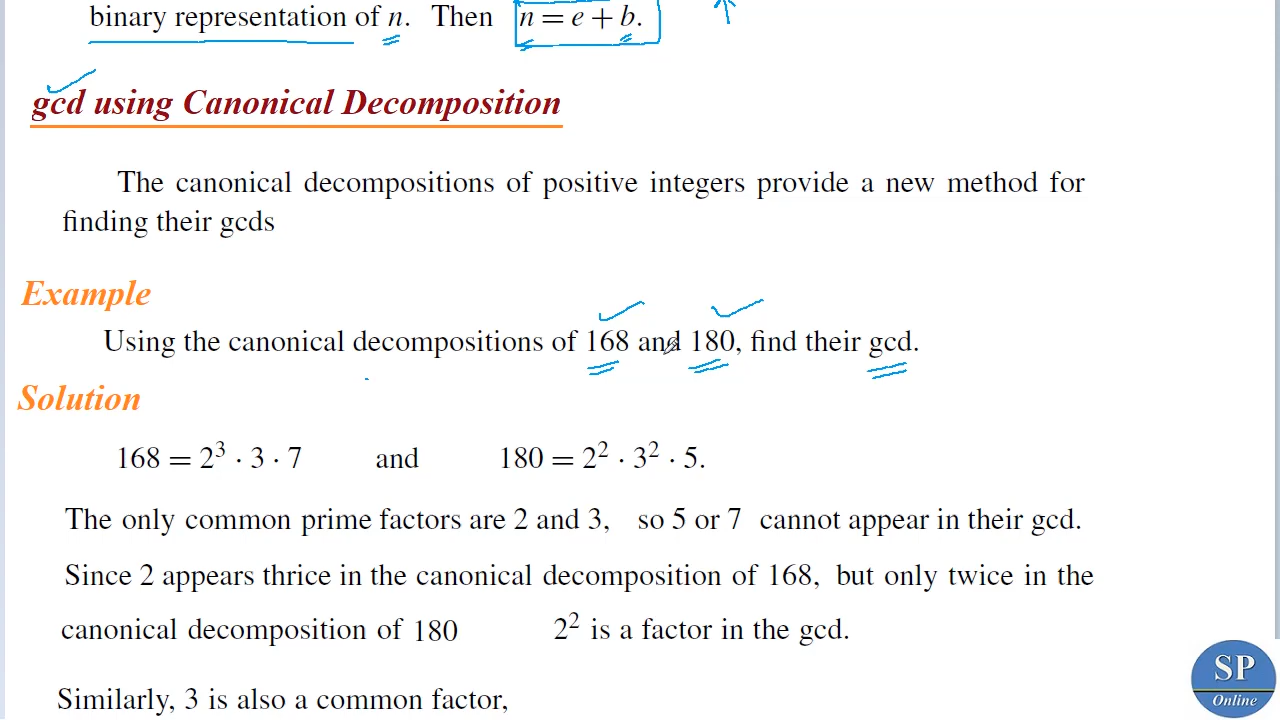 binary representation of n. Then n = e + b.
gcd using Canonical Decomposition
The canonical decompositions of positive integers provide a new method for
finding their gcds
Example
Using the canonical decompositions of 168 and 180, find their gcd.
Solution
168 = 2³ · 3 · 7 and 180 = 2² · 3² · 5.
The only common prime factors are 2 and 3, so 5 or 7 cannot appear in their gcd.
Since 2 appears thrice in the canonical decomposition of 168, but only twice in the
canonical decomposition of 180 2² is a factor in the gcd.
Similarly, 3 is also a common factor,
SP
Online